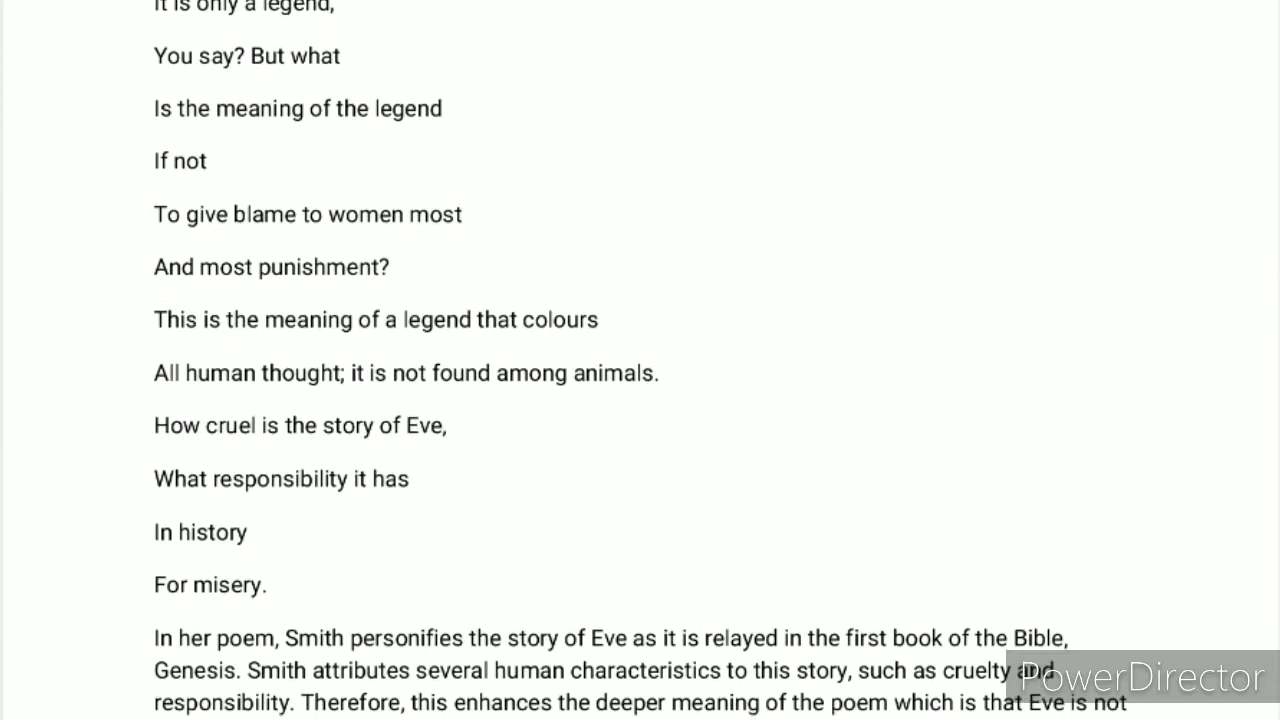 It is only a legend,
You say? But what
Is the meaning of the legend
If not
To give blame to women most
And most punishment?
This is the meaning of a legend that colours
All human thought; it is not found among animals.
How cruel is the story of Eve,
What responsibility it has
In history
For misery.
In her poem, Smith personifies the story of Eve as it is relayed in the first book of the Bible,
Genesis. Smith attributes several human characteristics to this story, such as cruelty and
responsibility. Therefore, this enhances the deeper meaning of the poem which is that Eve is not
PowerDirector